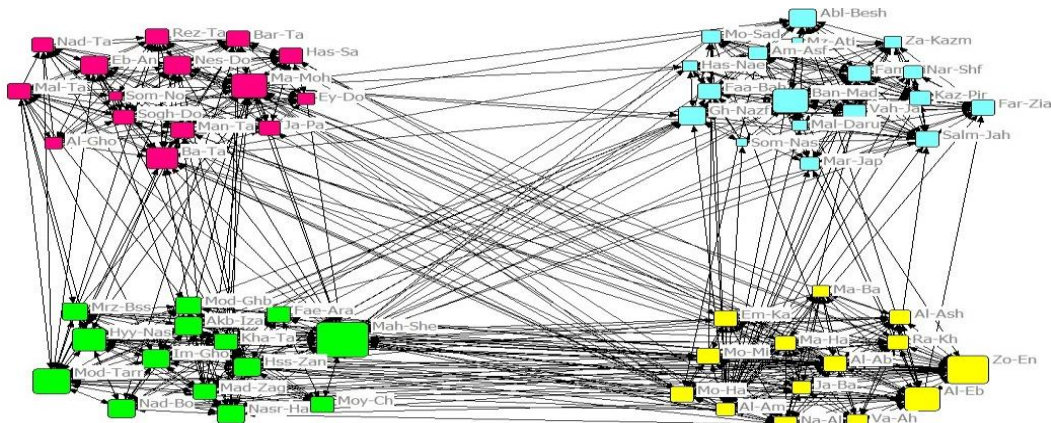 Nad-Ta
Rez-Ta
Bar-Ta
Has-Sa
Eb-An
Nes-Do
Ma-Moh
Mal-Ta
Som-No
Ey-Do
Sogh-Do
Man-Ta
Ja-Pa
Al-Gho
Ba-Ta
Abl-Besh
Mo-Sad
Mz-Ati
Za-Kazm
Am-Asf
Has-Nae
Nar-Shf
Faa-Bah
Ban-Mad
Kaz-Pir
Far-Zia
Gh-Nazf
Mal-Daru
Salm-Jah
Som-Nas
Mar-Jap
Mrz-Bss
Mod-Ghb
Fae-Ara
Akb-Iza
Mah-She
Hyy-Nas
Kha-Ta
Im-Gho
Hss-Zan
Mod-Tarr
Mad-Zag
Nad-Bo
Nasr-Ha
Moy-Ch
Ma-Ba
Em-Ka
Al-Ash
Ma-Ha
Ra-Kh
Mo-Mi
Al-Ab
Zo-En
Mo-Ha
Ja-Ba
Al-Eb
Al-Am
Na-Al
Va-Ah